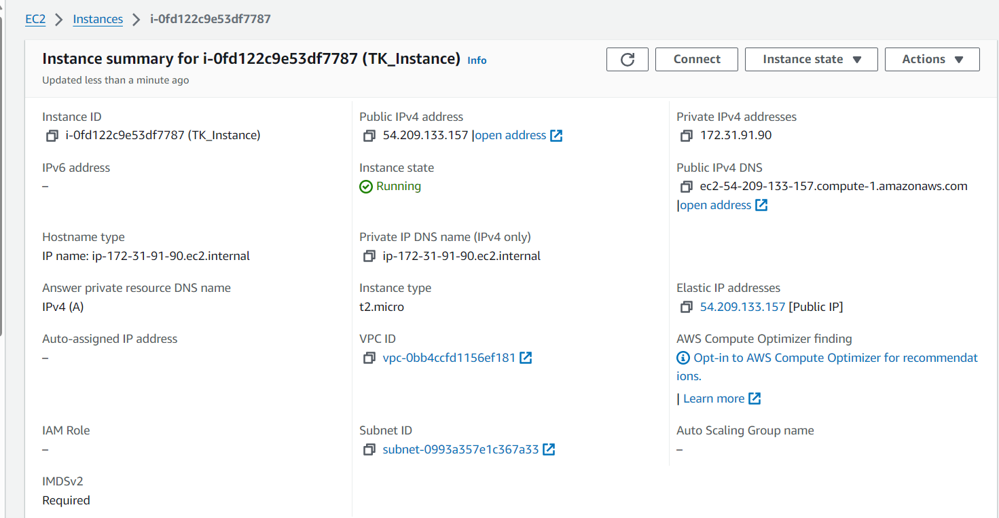 EC2 > Instances > i-0fd122c9e53df7787
Instance summary for i-0fd122c9e53df7787 (TK_Instance) Info
Updated less than a minute ago
Connect
Instance state
Actions
Instance ID
i-0fd122c9e53df7787 (TK_Instance)
Public IPv4 address
54.209.133.157 |open address
Private IPv4 addresses
172.31.91.90
IPv6 address
–
Instance state
Running
Public IPv4 DNS
ec2-54-209-133-157.compute-1.amazonaws.com
|open address
Hostname type
IP name: ip-172-31-91-90.ec2.internal
Private IP DNS name (IPv4 only)
ip-172-31-91-90.ec2.internal
Answer private resource DNS name
IPv4 (A)
Instance type
t2.micro
Elastic IP addresses
54.209.133.157 [Public IP]
Auto-assigned IP address
–
VPC ID
vpc-0bb4ccfd1156ef181
AWS Compute Optimizer finding
Opt-in to AWS Compute Optimizer for recommendat
ions.
| Learn more
IAM Role
–
Subnet ID
subnet-0993a357e1c367a33
Auto Scaling Group name
–
IMDSv2
Required